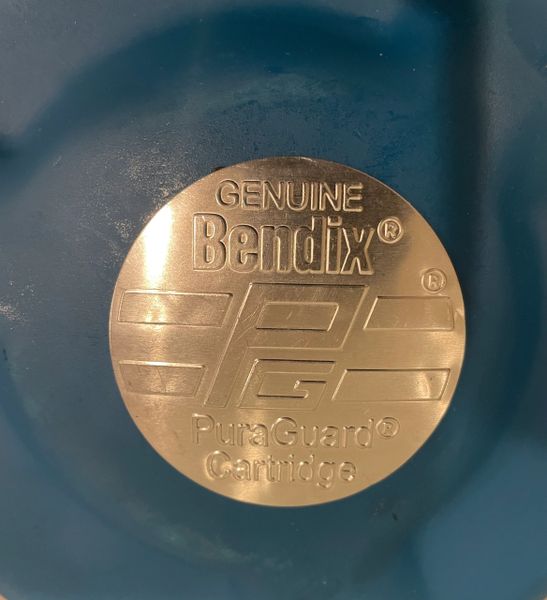 GENUINE
Bendix®
®
PG
PuraGuard®
Cartridge